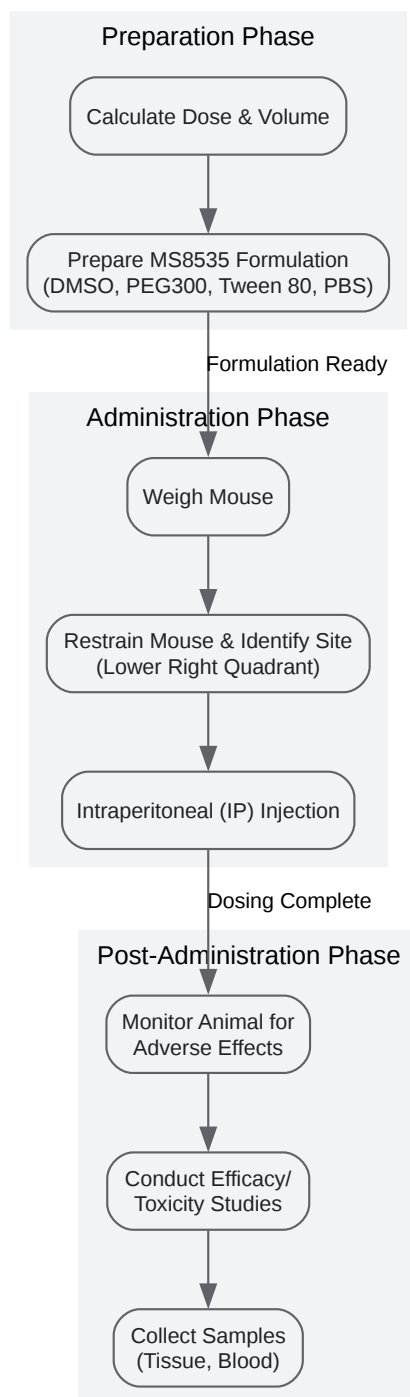 Preparation Phase
Calculate Dose & Volume
Prepare MS8535 Formulation
(DMSO, PEG300, Tween 80, PBS)
Formulation Ready
Administration Phase
Weigh Mouse
Restrain Mouse & Identify Site
(Lower Right Quadrant)
Intraperitoneal (IP) Injection
Dosing Complete
Post-Administration Phase
Monitor Animal for
Adverse Effects
Conduct Efficacy/
Toxicity Studies
Collect Samples
(Tissue, Blood)